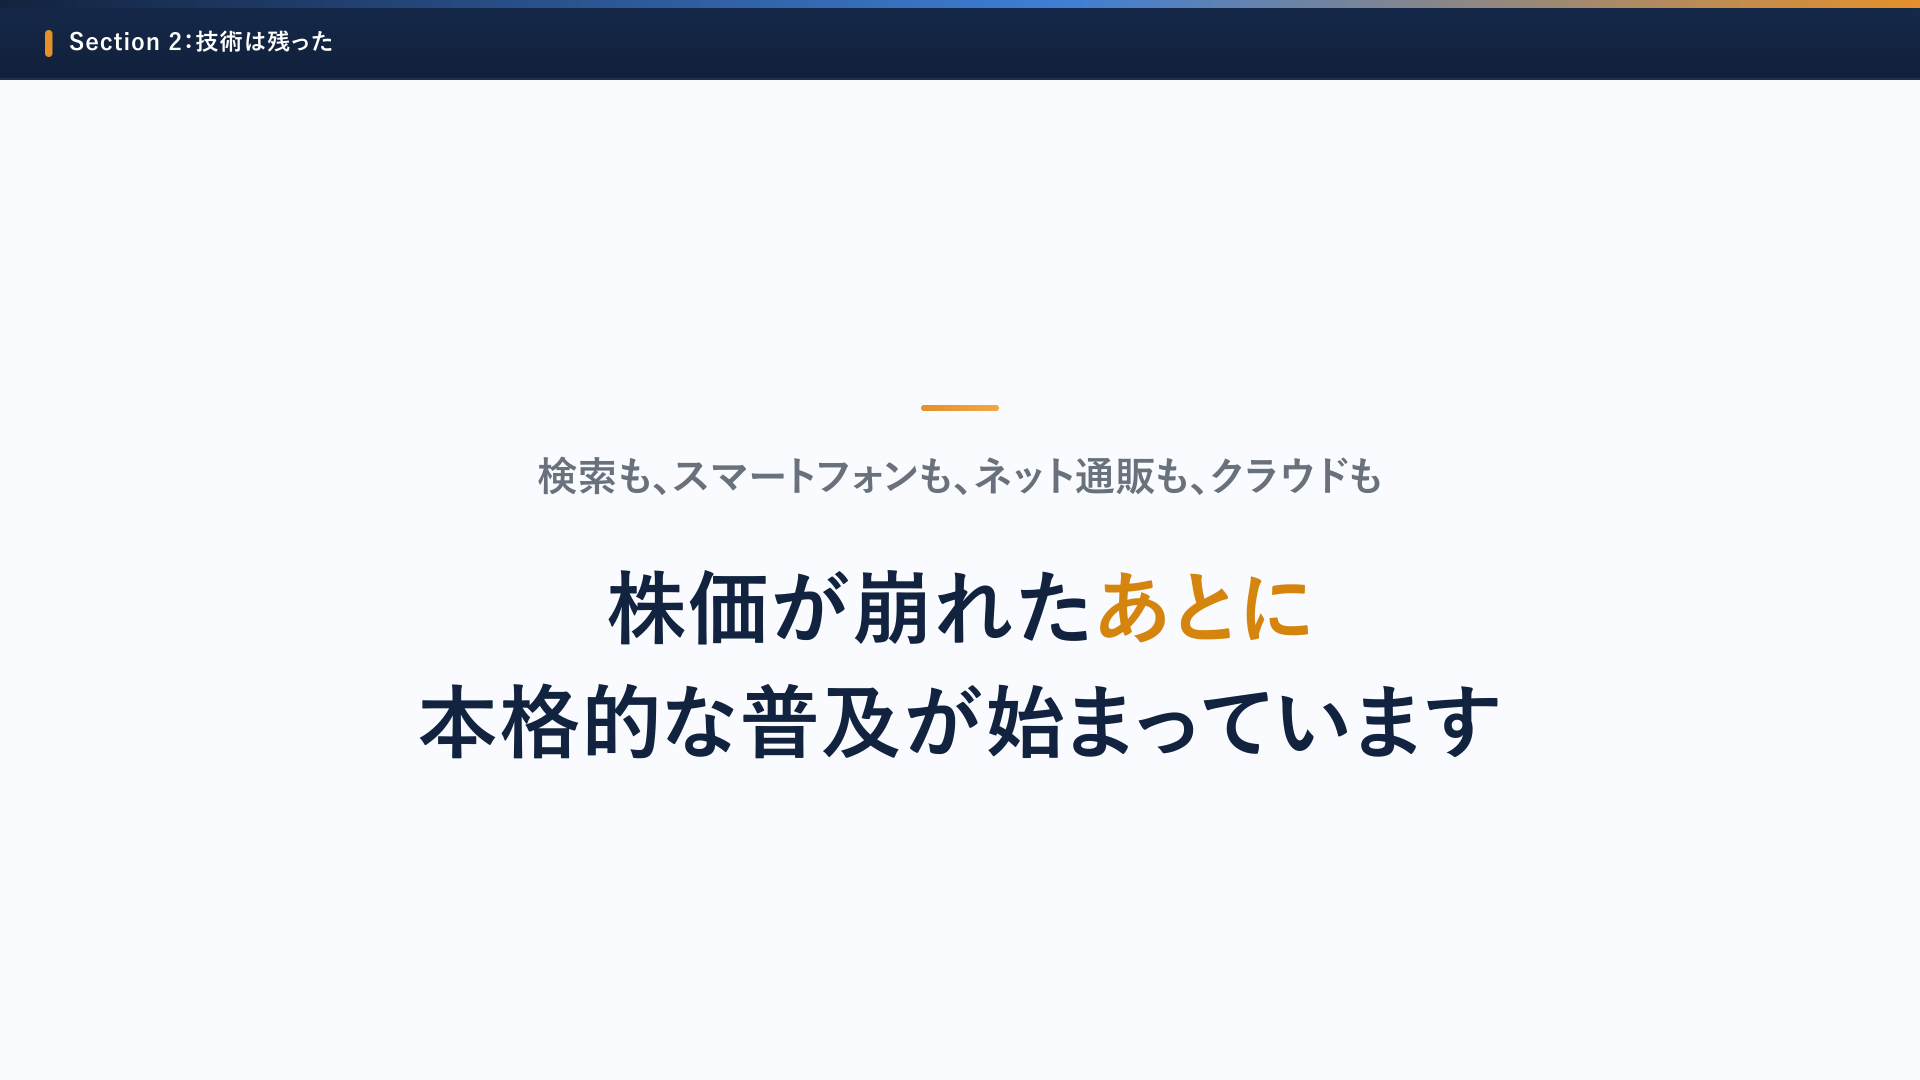 Section 2：技術は残った
検索も、スマートフォンも、ネット通販も、クラウドも
株価が崩れたあとに
本格的な普及が始まっています